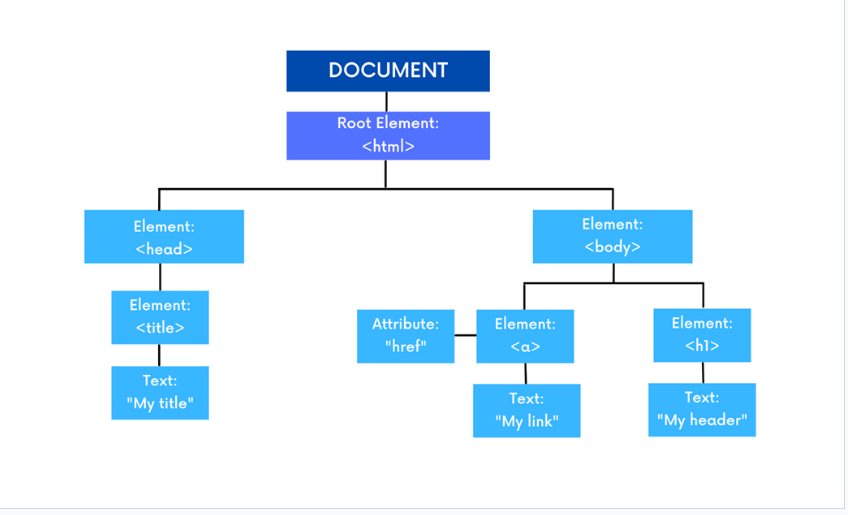 DOCUMENT
Root Element:
<html>
Element:
<head>
Element:
<body>
Element:
<title>
Attribute:
"href"
Element:
<a>
Element:
<h1>
Text:
"My title"
Text:
"My link"
Text:
"My header"